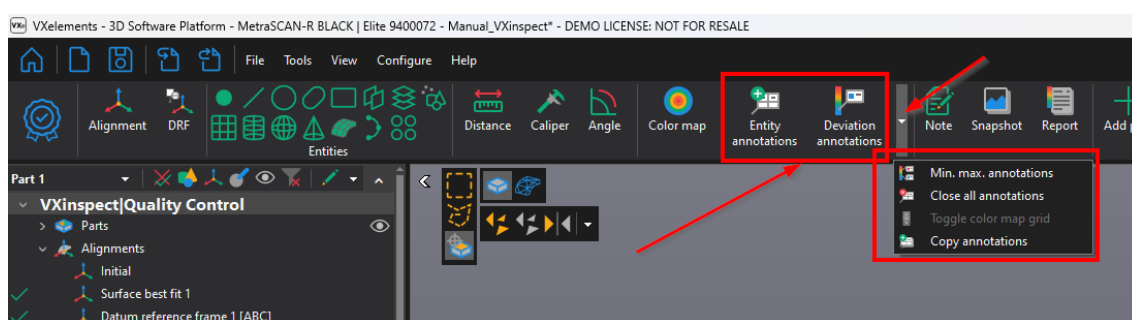 VXelements - 3D Software Platform - MetraSCAN-R BLACK | Elite 9400072 - Manual_VXinspect* - DEMO LICENSE: NOT FOR RESALE
File Tools View Configure Help
Alignment DRF Entities Distance Caliper Angle Color map Entity annotations Deviation annotations Note Snapshot Report Add
Min. max. annotations
Close all annotations
Toggle color map grid
Copy annotations
Part 1
VXinspect|Quality Control
Parts
Alignments
Initial
Surface best fit 1
Datum reference frame 1 [ABC]